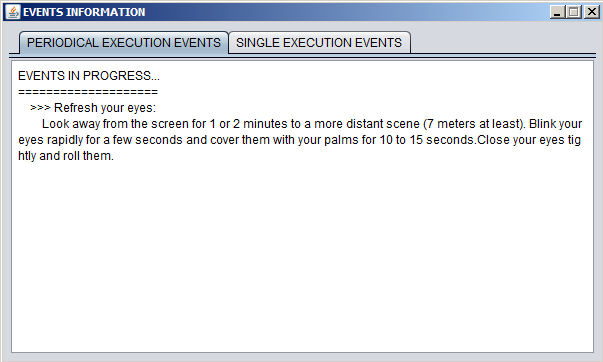 EVENTS INFORMATION
PERIODICAL EXECUTION EVENTS
SINGLE EXECUTION EVENTS
EVENTS IN PROGRESS...
====================
>>> Refresh your eyes:
Look away from the screen for 1 or 2 minutes to a more distant scene (7 meters at least). Blink your
eyes rapidly for a few seconds and cover them with your palms for 10 to 15 seconds.Close your eyes tig
htly and roll them.